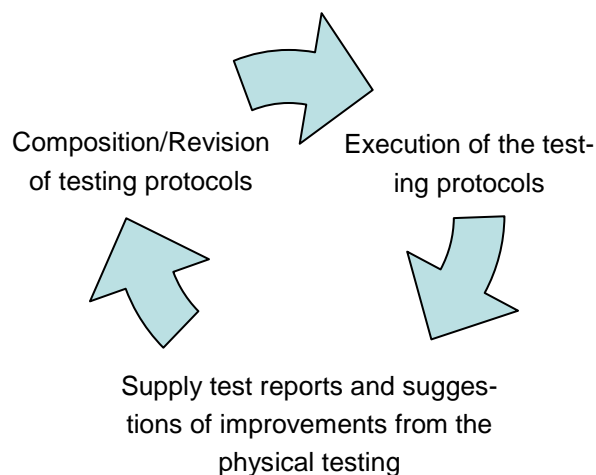 Composition/Revision
of testing protocols
Execution of the test-
ing protocols
Supply test reports and sugges-
tions of improvements from the
physical testing